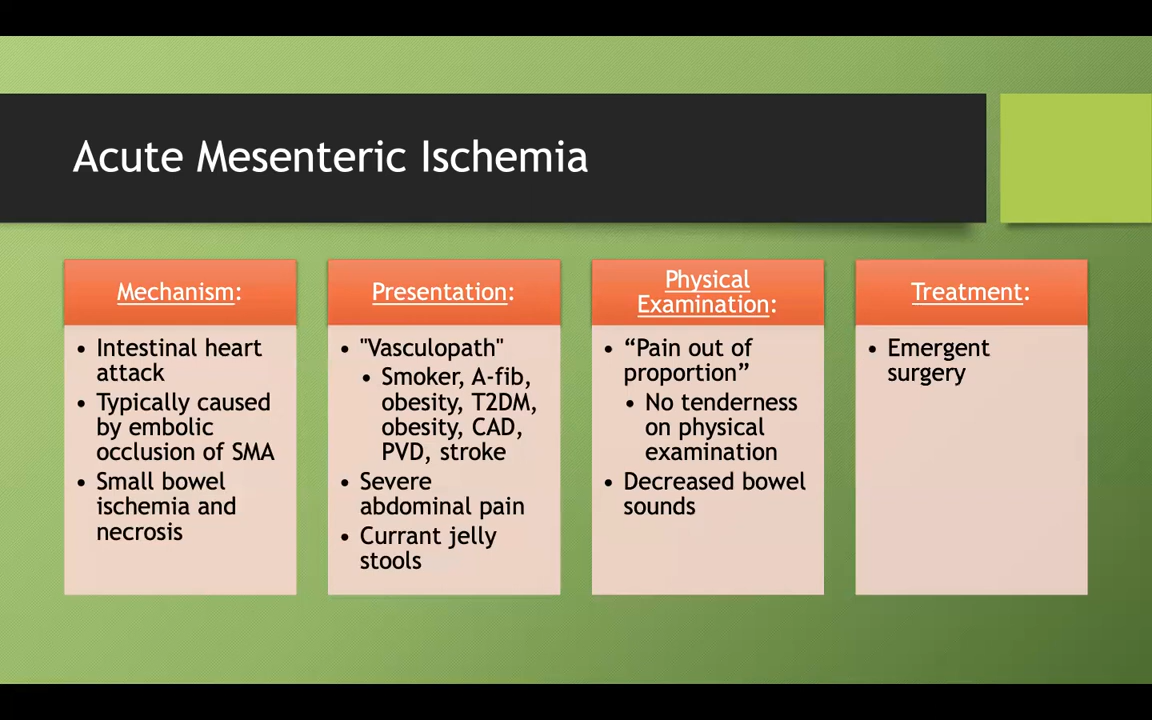 Acute Mesenteric Ischemia
Mechanism:
• Intestinal heart
attack
• Typically caused
by embolic
occlusion of SMA
• Small bowel
ischemia and
necrosis
Presentation:
• "Vasculopath"
• Smoker, A-fib,
obesity, T2DM,
obesity, CAD,
PVD, stroke
• Severe
abdominal pain
• Currant jelly
stools
Physical
Examination:
• “Pain out of
proportion”
• No tenderness
on physical
examination
• Decreased bowel
sounds
Treatment:
• Emergent
surgery